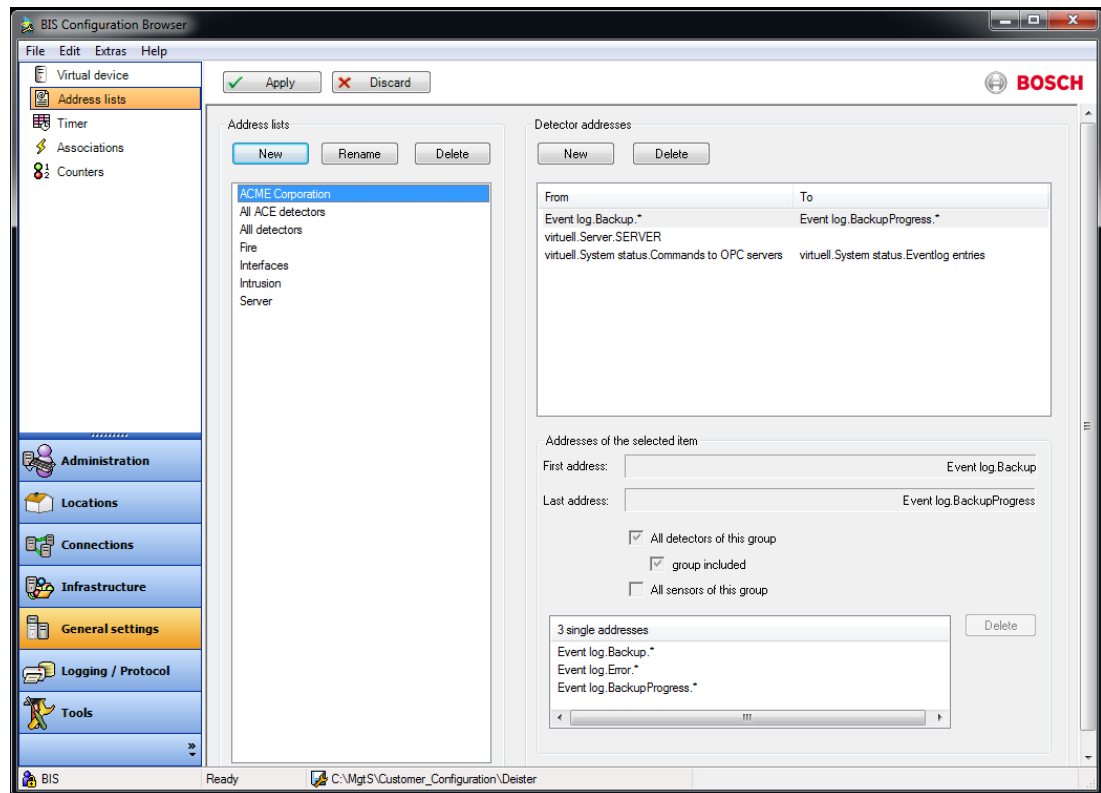 BIS Configuration Browser
File Edit Extras Help
Virtual device
Address lists
Timer
Associations
Counters
Administration
Locations
Connections
Infrastructure
General settings
Logging / Protocol
Tools
»
Apply Discard
BOSCH
Address lists
New Rename Delete
ACME Corporation
All ACE detectors
Alll detectors
Fire
Interfaces
Intrusion
Server
Detector addresses
New Delete
From To
Event log.Backup.* Event log.BackupProgress.*
virtuell.Server.SERVER
virtuell.System status.Commands to OPC servers virtuell.System status.Eventlog entries
Addresses of the selected item
First address: Event log.Backup
Last address: Event log.BackupProgress
All detectors of this group
group included
All sensors of this group
3 single addresses
Delete
Event log.Backup.*
Event log.Error.*
Event log.BackupProgress.*
BIS Ready C:\MgtS\Customer_Configuration\Deister